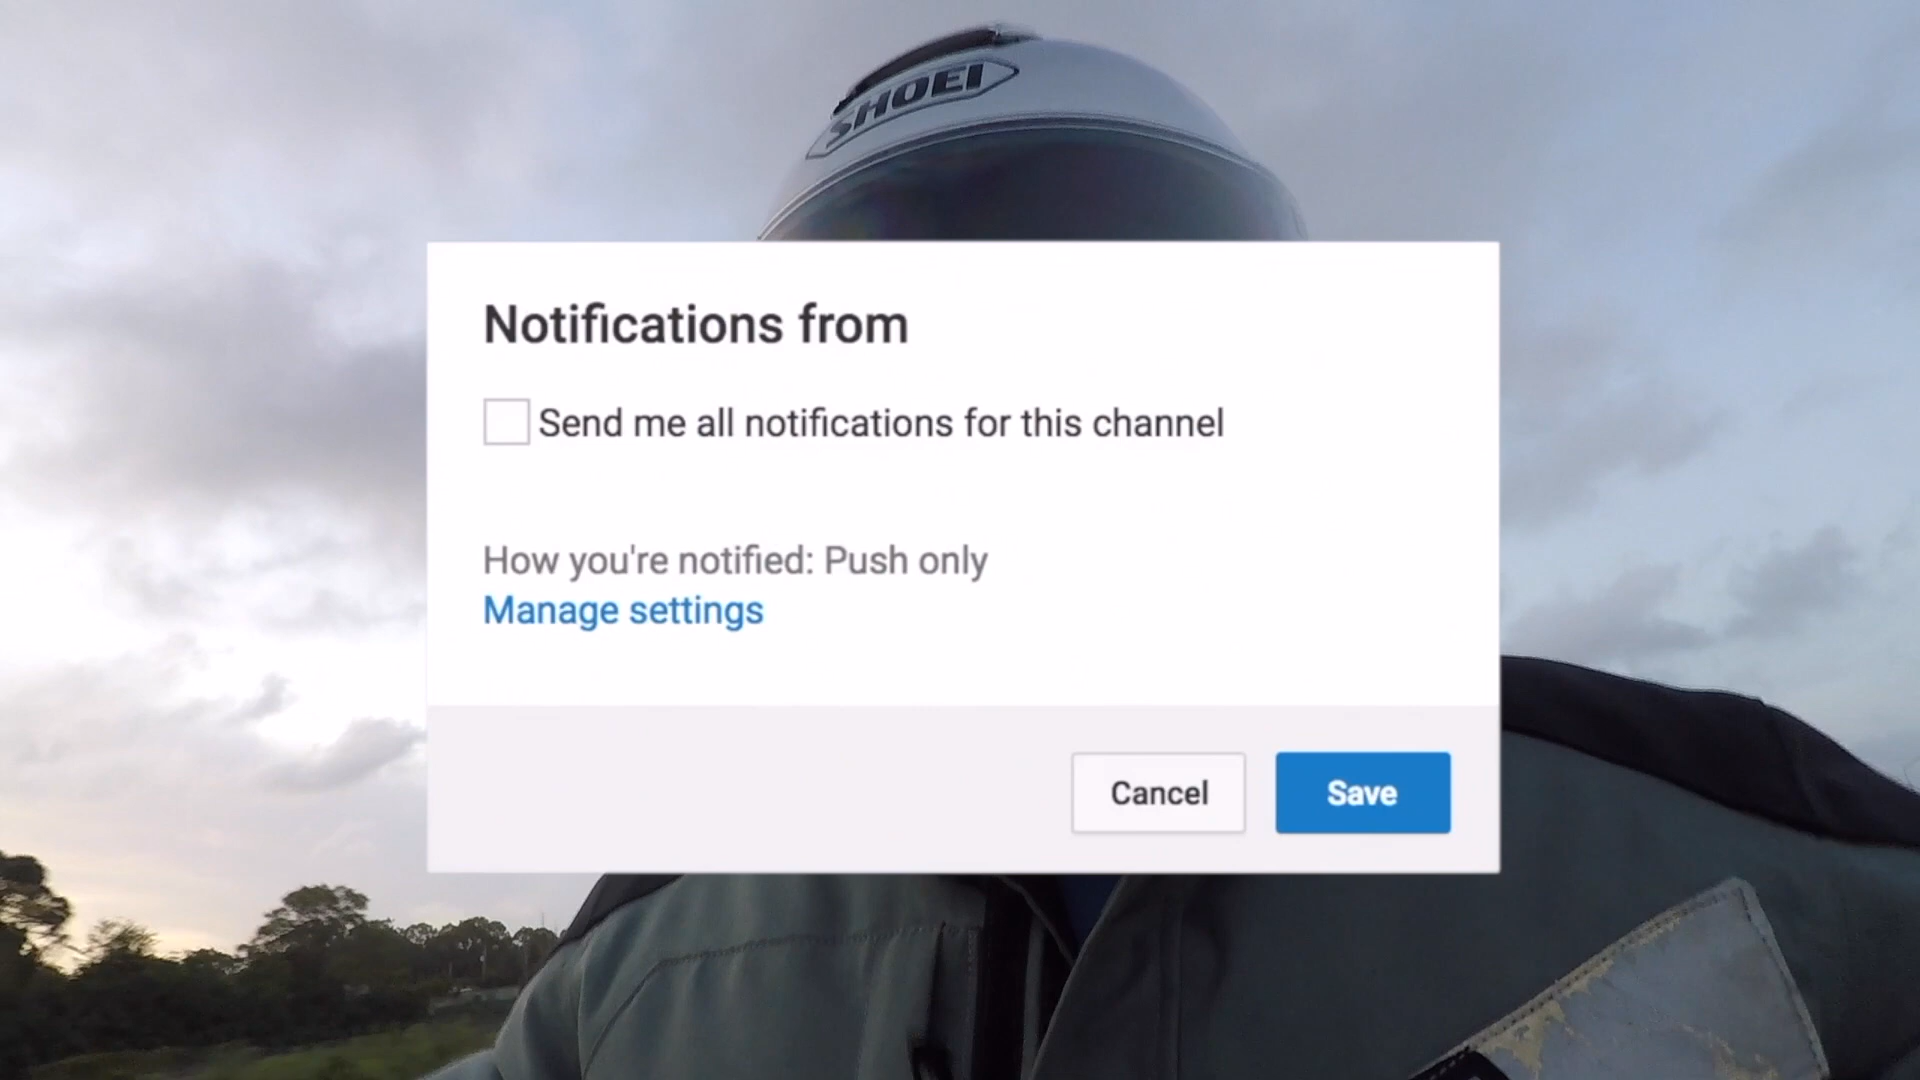 SHOEI
Notifications from
Send me all notifications for this channel
How you're notified: Push only
Manage settings
Cancel
Save